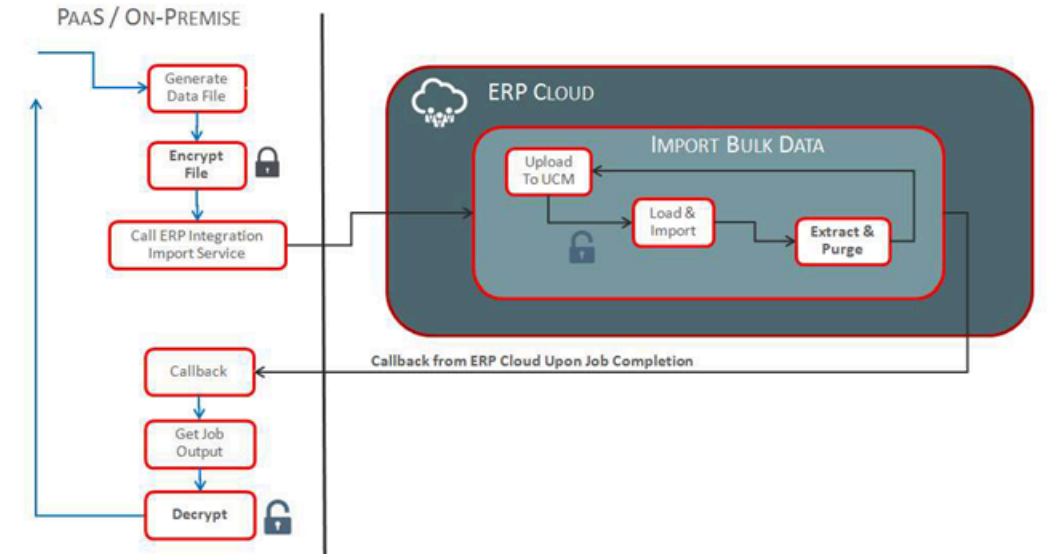 PAAS / ON-PREMISE
Generate
Data File
Encrypt
File
Call ERP Integration
Import Service
ERP CLOUD
IMPORT BULK DATA
Upload
To UCM
Load &
Import
Extract &
Purge
Callback from ERP Cloud Upon Job Completion
Callback
Get Job
Output
Decrypt